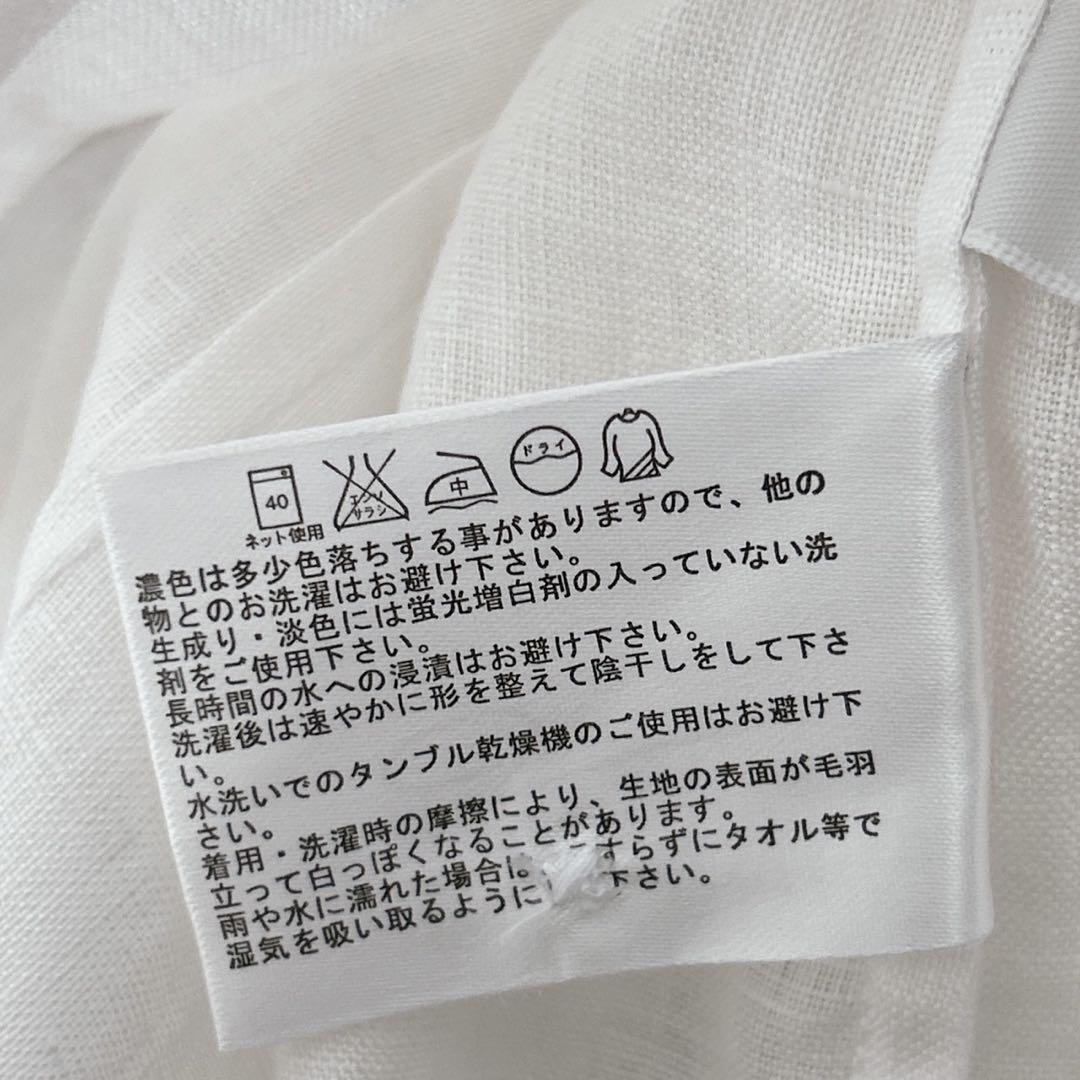 40
ネット使用
エンソ
サラシ
中
ドライ
濃色は多少色落ちする事がありますので、他の
物とのお洗濯はお避け下さい。
生成り・淡色には蛍光増白剤の入っていない洗
剤をご使用下さい。
長時間の水への浸漬はお避け下さい。
洗濯後は速やかに形を整えて陰干しをして下さ
い。
水洗いでのタンブル乾燥機のご使用はお避け下
さい。
着用・洗濯時の摩擦により、生地の表面が毛羽
立って白っぽくなることがあります。
雨や水に濡れた場合に すらずにタオル等で
湿気を吸い取るように 下さい。